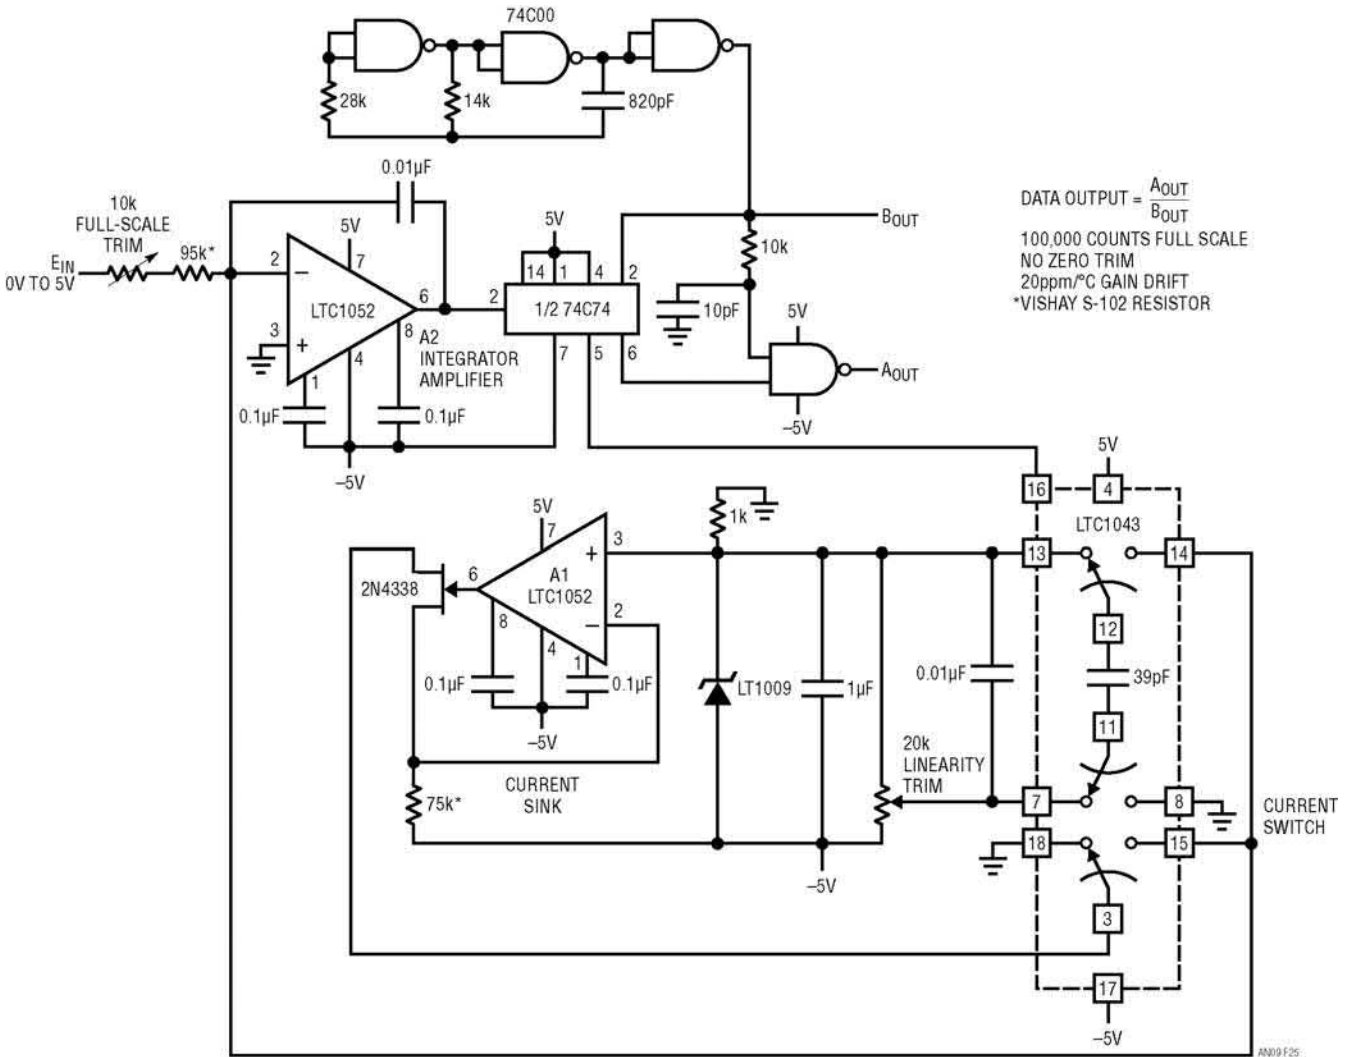 74C00
28k
14k
820pF
0.01µF
10k
FULL-SCALE
TRIM
95k*
EIN
0V TO 5V
5V
2
7
–
LTC1052
6
3
+
8
4
1
A2
INTEGRATOR
AMPLIFIER
0.1µF
0.1µF
–5V
5V
14
1
4
2
2
1/2 74C74
7
5
6
BOUT
10k
10pF
5V
AOUT
–5V
DATA OUTPUT = AOUT
BOUT
100,000 COUNTS FULL SCALE
NO ZERO TRIM
20ppm/°C GAIN DRIFT
*VISHAY S-102 RESISTOR
5V
16
4
LTC1043
13
14
12
39pF
11
7
8
18
15
3
17
–5V
CURRENT
SWITCH
1k
5V
7
3
+
6
A1
LTC1052
2
–
8
4
1
2N4338
0.1µF
0.1µF
–5V
75k*
CURRENT
SINK
LT1009
1µF
0.01µF
20k
LINEARITY
TRIM
–5V
AN09 F25